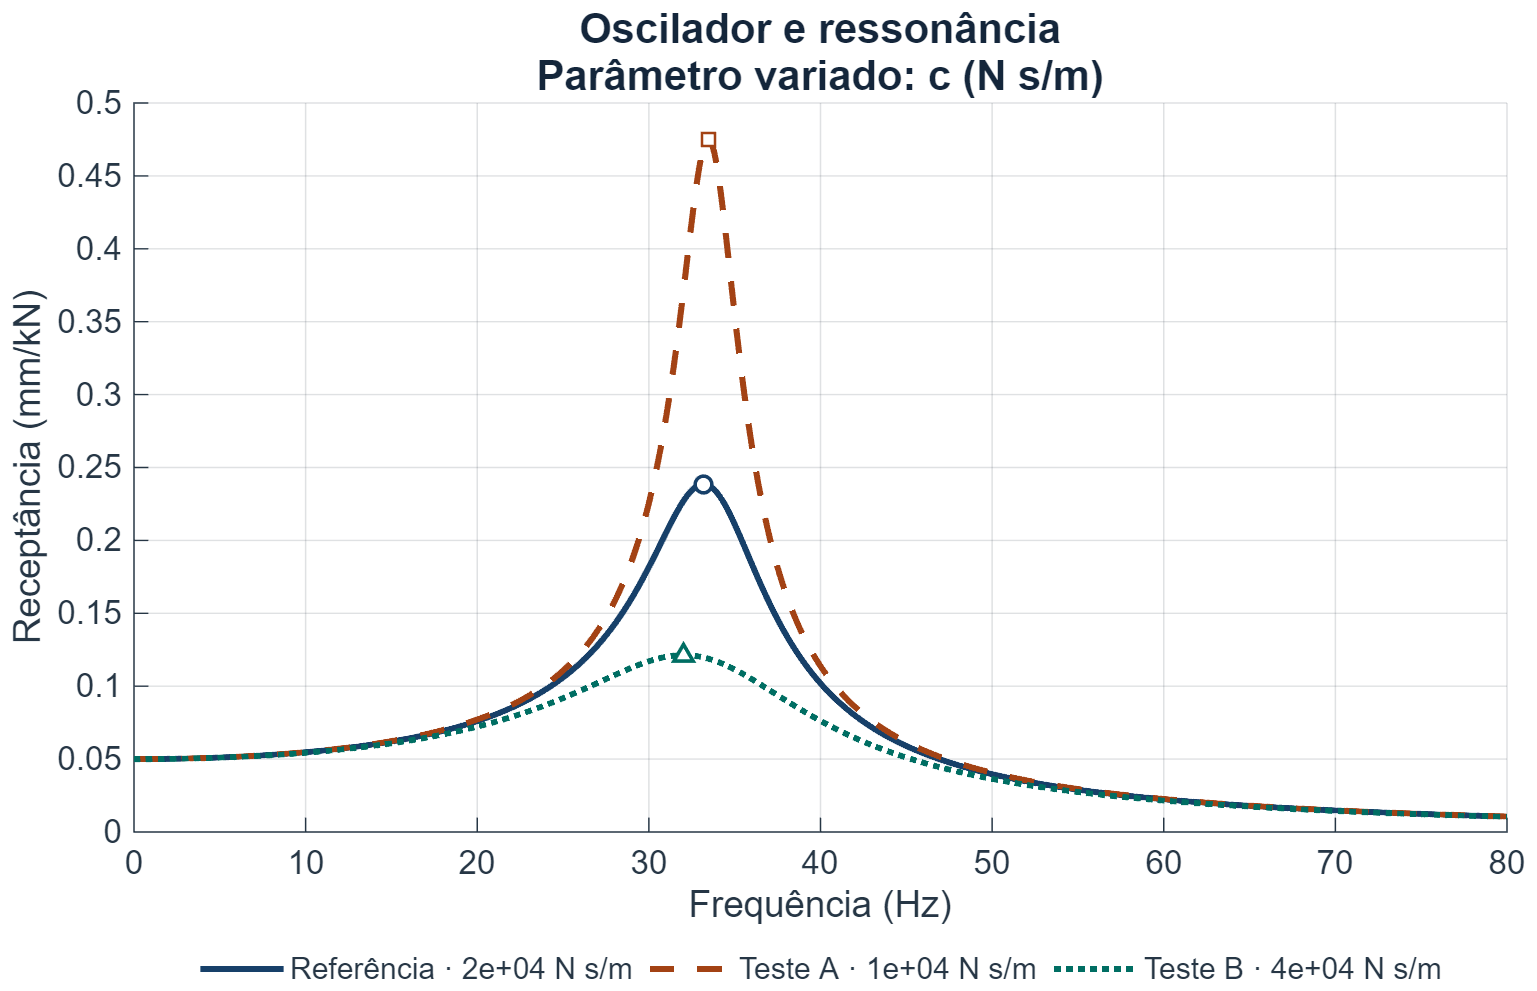 Oscilador e ressonância
Parâmetro variado: c (N s/m)
Receptância (mm/kN)
0.5
0.45
0.4
0.35
0.3
0.25
0.2
0.15
0.1
0.05
0
0 10 20 30 40 50 60 70 80
Frequência (Hz)
Referência · 2e+04 N s/m Teste A · 1e+04 N s/m Teste B · 4e+04 N s/m